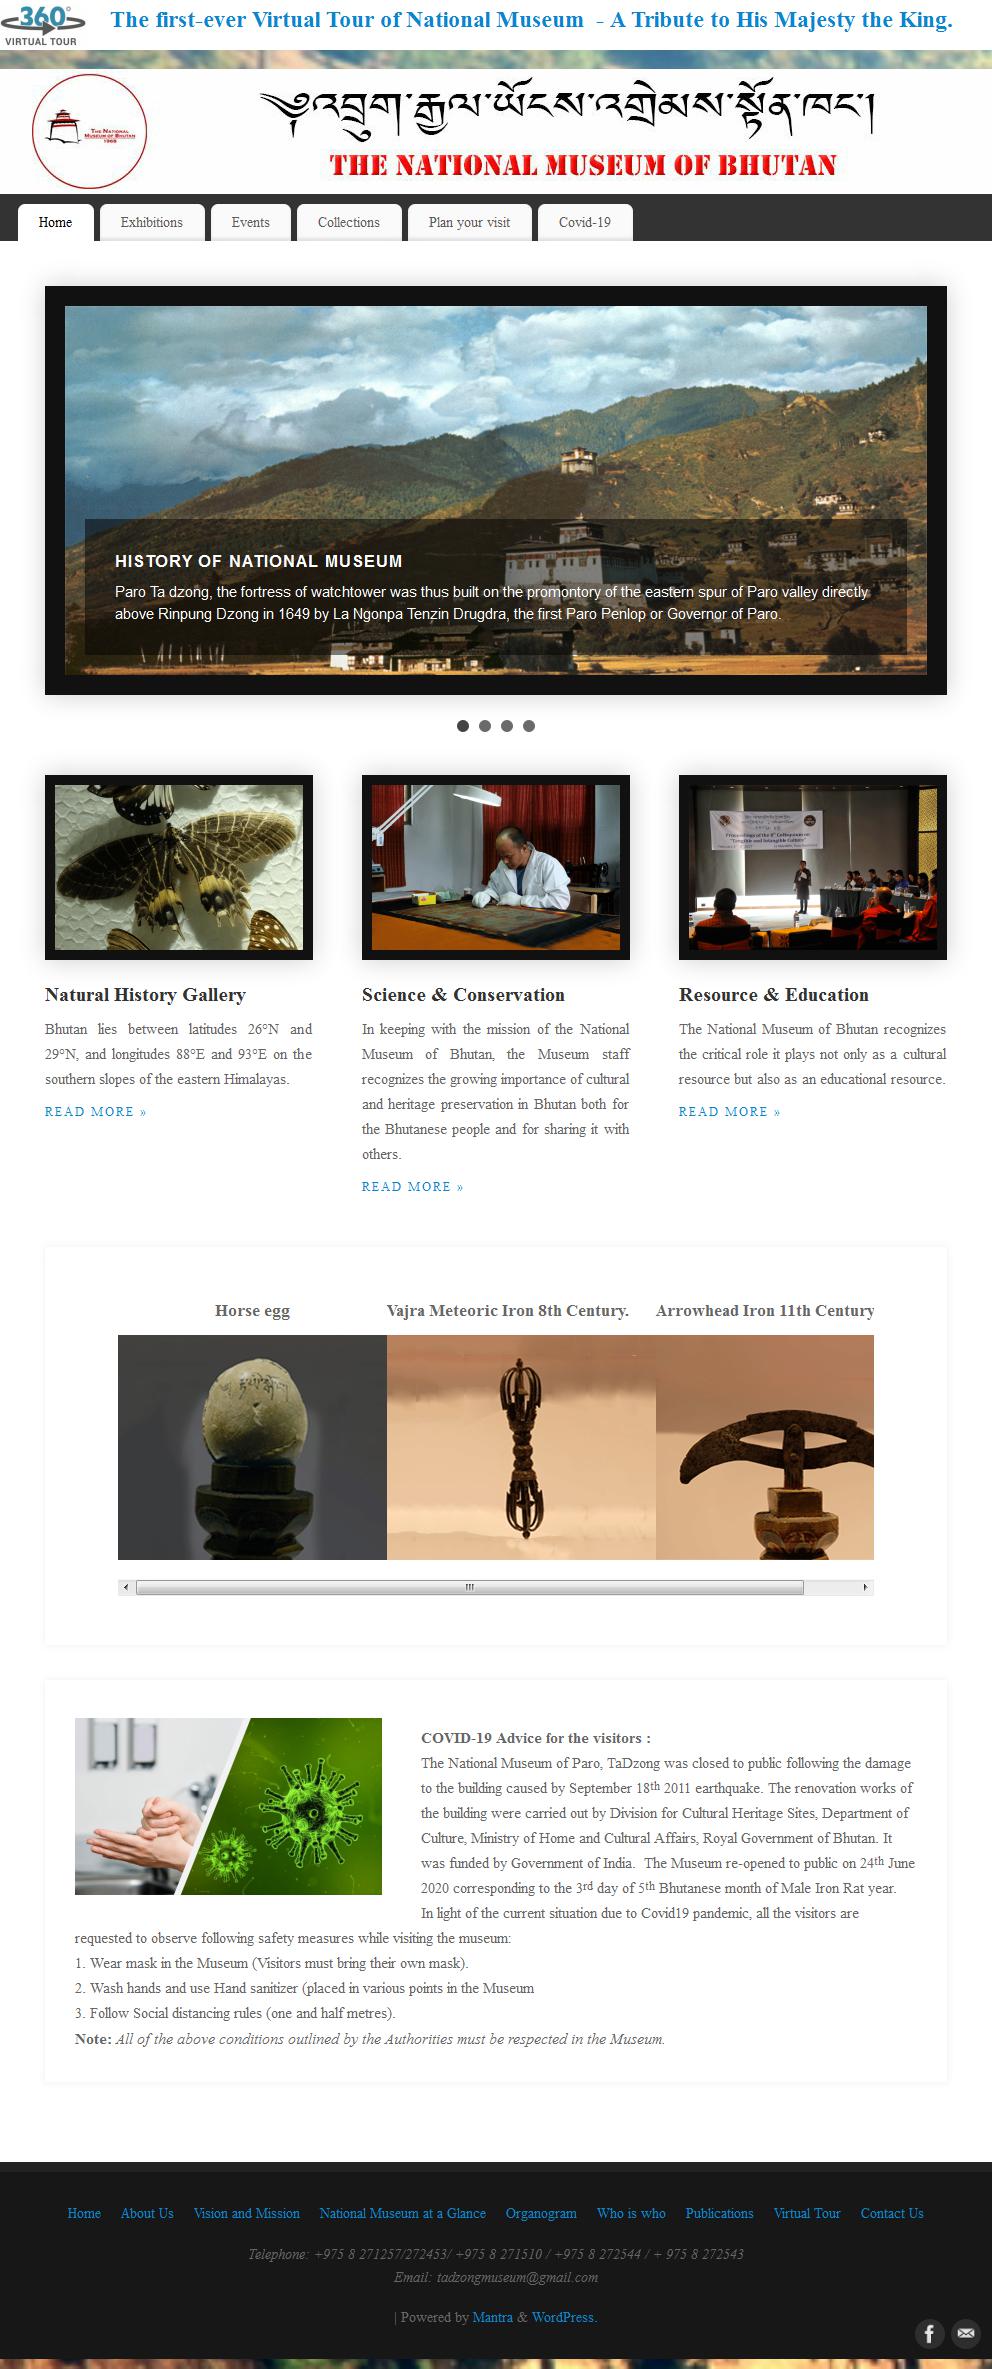 360°
VIRTUAL TOUR
The first-ever Virtual Tour of National Museum - A Tribute to His Majesty the King.
THE NATIONAL
MUSEUM OF BHUTAN
1968
༄འབྲུག་རྒྱལ་ཡོངས་འགྲེམས་སྟོན་ཁང་།
THE NATIONAL MUSEUM OF BHUTAN
Home Exhibitions Events Collections Plan your visit Covid-19
HISTORY OF NATIONAL MUSEUM
Paro Ta dzong, the fortress of watchtower was thus built on the promontory of the eastern spur of Paro valley directly
above Rinpung Dzong in 1649 by La Ngonpa Tenzin Drugdra, the first Paro Penlop or Governor of Paro.
Proceedings of the 8th Colloquium on
"Tangible and Intangible Culture"
Natural History Gallery
Bhutan lies between latitudes 26°N and
29°N, and longitudes 88°E and 93°E on the
southern slopes of the eastern Himalayas.
READ MORE »
Science & Conservation
In keeping with the mission of the National
Museum of Bhutan, the Museum staff
recognizes the growing importance of cultural
and heritage preservation in Bhutan both for
the Bhutanese people and for sharing it with
others.
READ MORE »
Resource & Education
The National Museum of Bhutan recognizes
the critical role it plays not only as a cultural
resource but also as an educational resource.
READ MORE »
Horse egg
Vajra Meteoric Iron 8th Century.
Arrowhead Iron 11th Century
COVID-19 Advice for the visitors :
The National Museum of Paro, TaDzong was closed to public following the damage
to the building caused by September 18th 2011 earthquake. The renovation works of
the building were carried out by Division for Cultural Heritage Sites, Department of
Culture, Ministry of Home and Cultural Affairs, Royal Government of Bhutan. It
was funded by Government of India. The Museum re-opened to public on 24th June
2020 corresponding to the 3rd day of 5th Bhutanese month of Male Iron Rat year.
In light of the current situation due to Covid19 pandemic, all the visitors are
requested to observe following safety measures while visiting the museum:
1. Wear mask in the Museum (Visitors must bring their own mask).
2. Wash hands and use Hand sanitizer (placed in various points in the Museum
3. Follow Social distancing rules (one and half metres).
Note: All of the above conditions outlined by the Authorities must be respected in the Museum.
Home About Us Vision and Mission National Museum at a Glance Organogram Who is who Publications Virtual Tour Contact Us
Telephone: +975 8 271257/272453/ +975 8 271510 / +975 8 272544 / + 975 8 272543
Email: tadzongmuseum@gmail.com
| Powered by Mantra & WordPress.